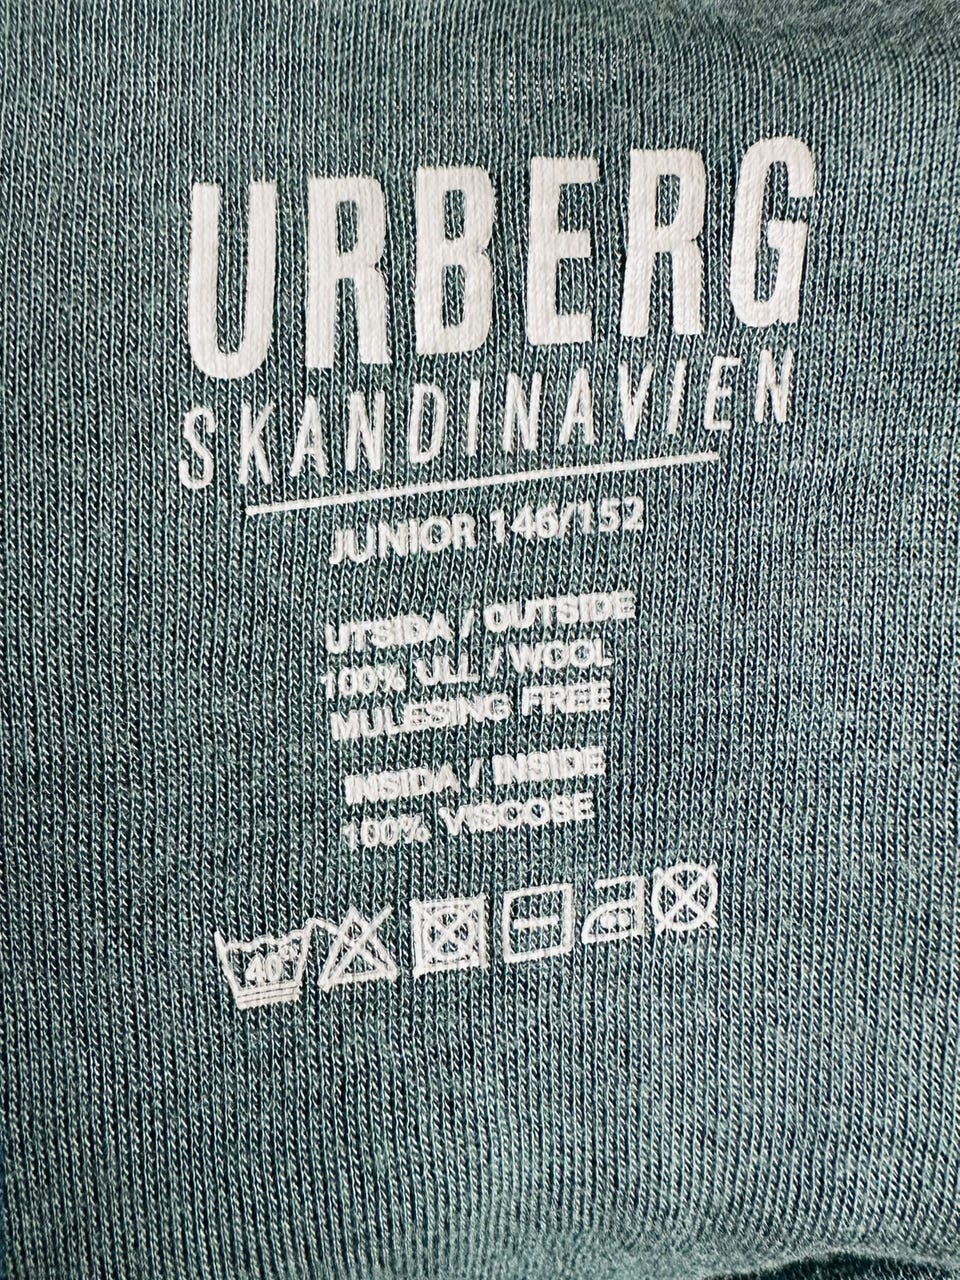 URBERG
SKANDINAVIEN
JUNIOR 146/152
UTSIDA / OUTSIDE
100% ULL / WOOL
MULESING FREE
INSIDA / INSIDE
100% VISCOSE
40°